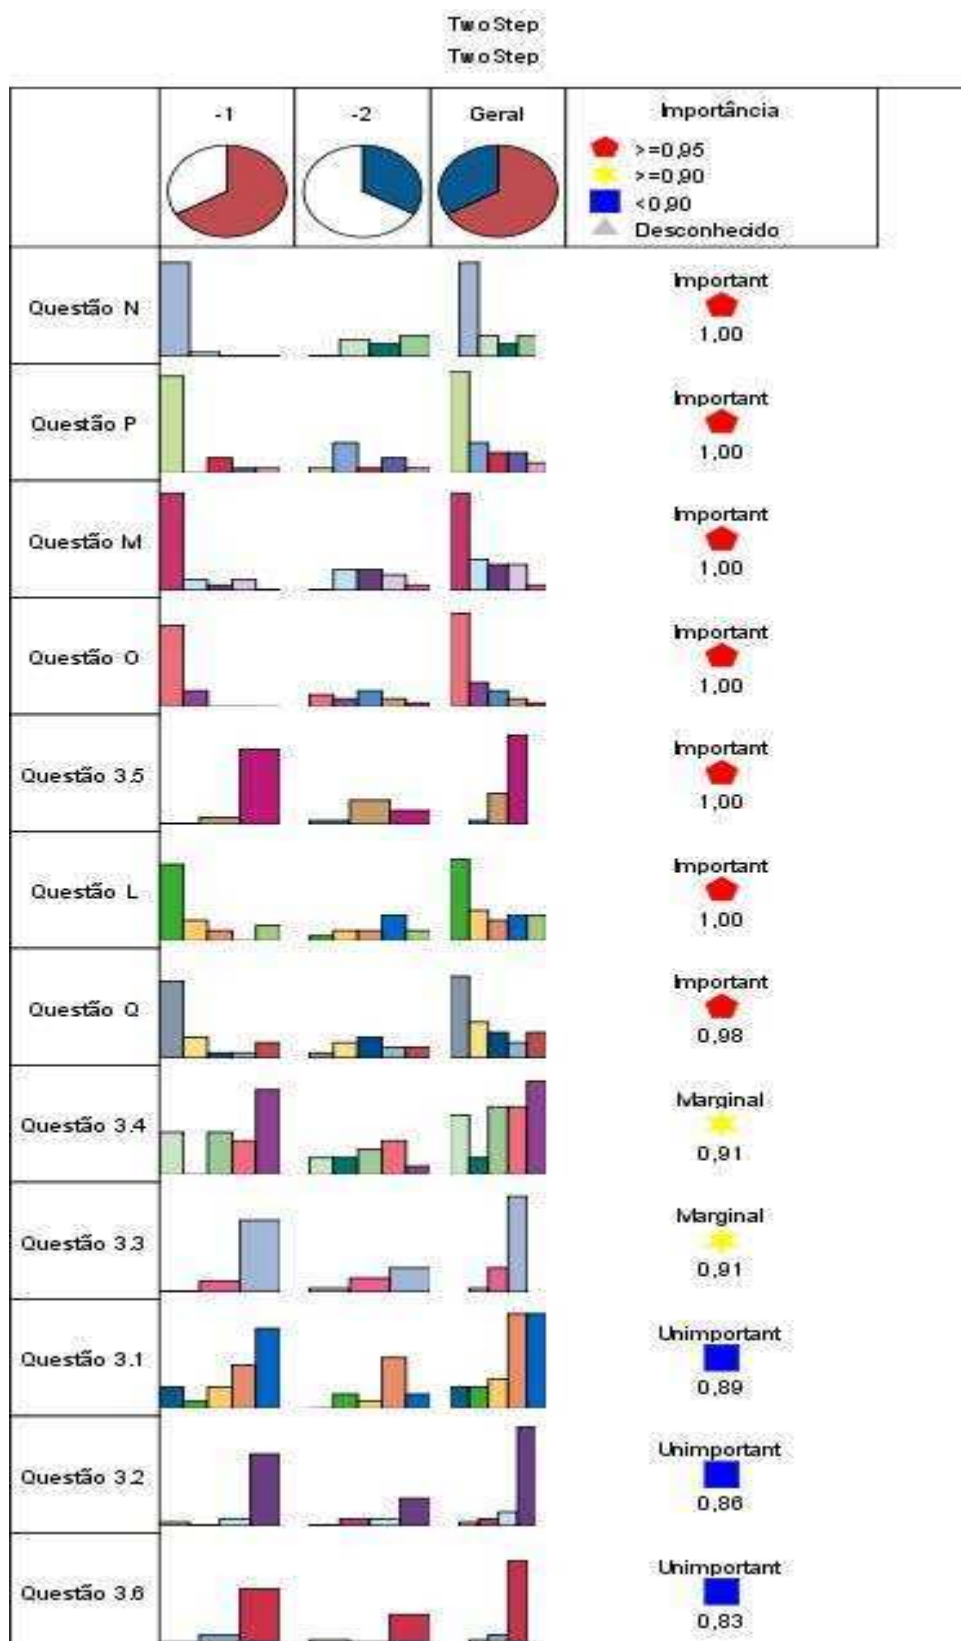 TwoStep
TwoStep
-1
-2
Geral
Importância
>=0,95
>=0,90
<0,90
Desconhecido
Questão N
Important
1,00
Questão P
Important
1,00
Questão M
Important
1,00
Questão O
Important
1,00
Questão 3.5
Important
1,00
Questão L
Important
1,00
Questão Q
Important
0,98
Questão 3.4
Marginal
0,91
Questão 3.3
Marginal
0,91
Questão 3.1
Unimportant
0,89
Questão 3.2
Unimportant
0,86
Questão 3.6
Unimportant
0,83